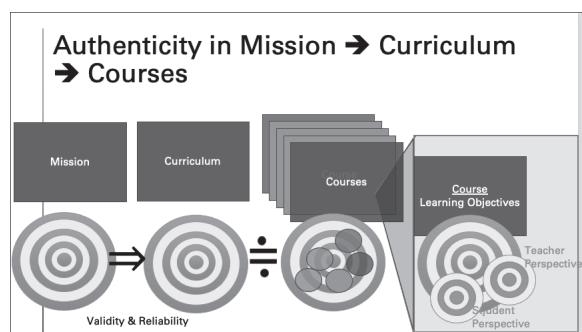 Authenticity in Mission ➔ Curriculum
➔ Courses
Mission
Curriculum
Courses
Course
Learning Objectives
Teacher
Perspective
Student
Perspective
Validity & Reliability